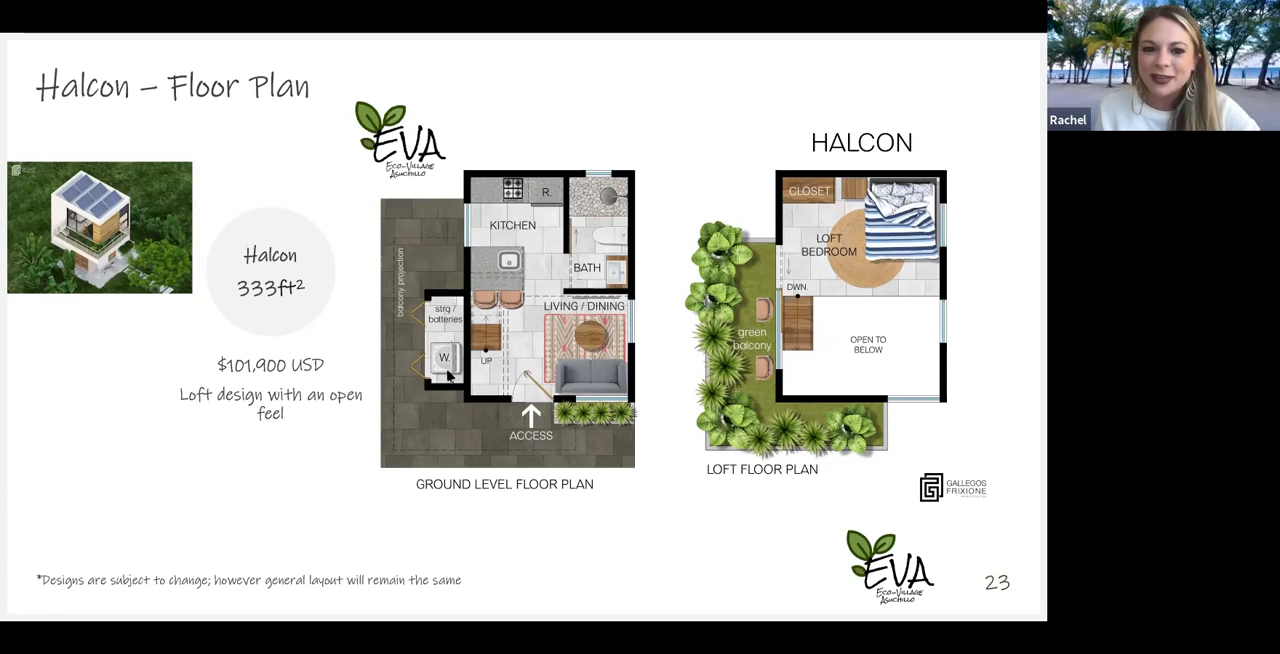 Halcon – Floor Plan
EVA
ECO-VILLAGE
ASUCHILLO
Halcon
333ft²
$101,900 USD
Loft design with an open
feel
R.
KITCHEN
BATH
balcony projection
strg /
batteries
LIVING / DINING
W.
UP
ACCESS
GROUND LEVEL FLOOR PLAN
HALCON
CLOSET
LOFT
BEDROOM
DWN.
green
balcony
OPEN TO
BELOW
LOFT FLOOR PLAN
GALLEGOS
FRIXIONE
EVA
ECO-VILLAGE
ASUCHILLO
*Designs are subject to change; however general layout will remain the same
23
Rachel